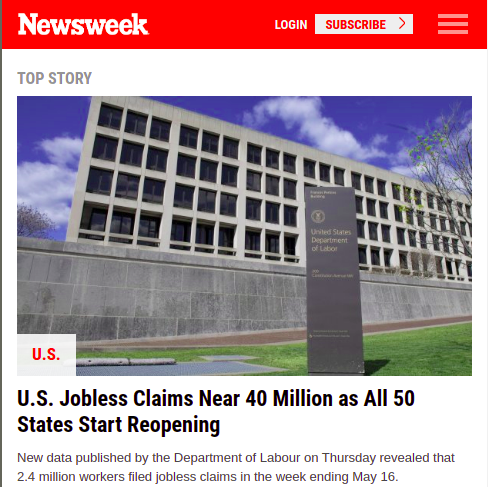 Newsweek
LOGIN
SUBSCRIBE
TOP STORY
United States
Department
of Labor
U.S.
U.S. Jobless Claims Near 40 Million as All 50
States Start Reopening
New data published by the Department of Labour on Thursday revealed that
2.4 million workers filed jobless claims in the week ending May 16.